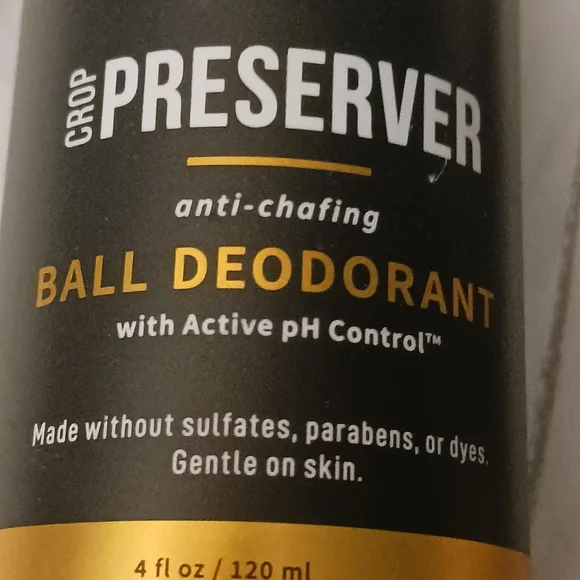 CROP PRESERVER
anti-chafing
BALL DEODORANT
with Active pH Control™
Made without sulfates, parabens, or dyes.
Gentle on skin.
4 fl oz / 120 ml